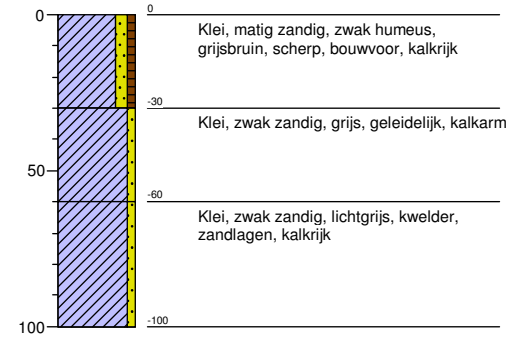 0
0
Klei, matig zandig, zwak humeus,
grijsbruin, scherp, bouwvoor, kalkrijk
-30
Klei, zwak zandig, grijs, geleidelijk, kalkarm
50
-60
Klei, zwak zandig, lichtgrijs, kwelder,
zandlagen, kalkrijk
100
-100